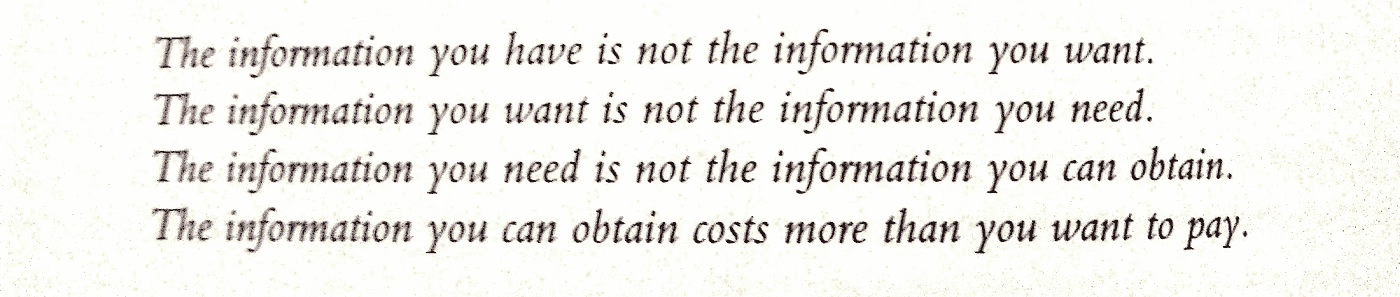 The information you have is not the information you want.
The information you want is not the information you need.
The information you need is not the information you can obtain.
The information you can obtain costs more than you want to pay.